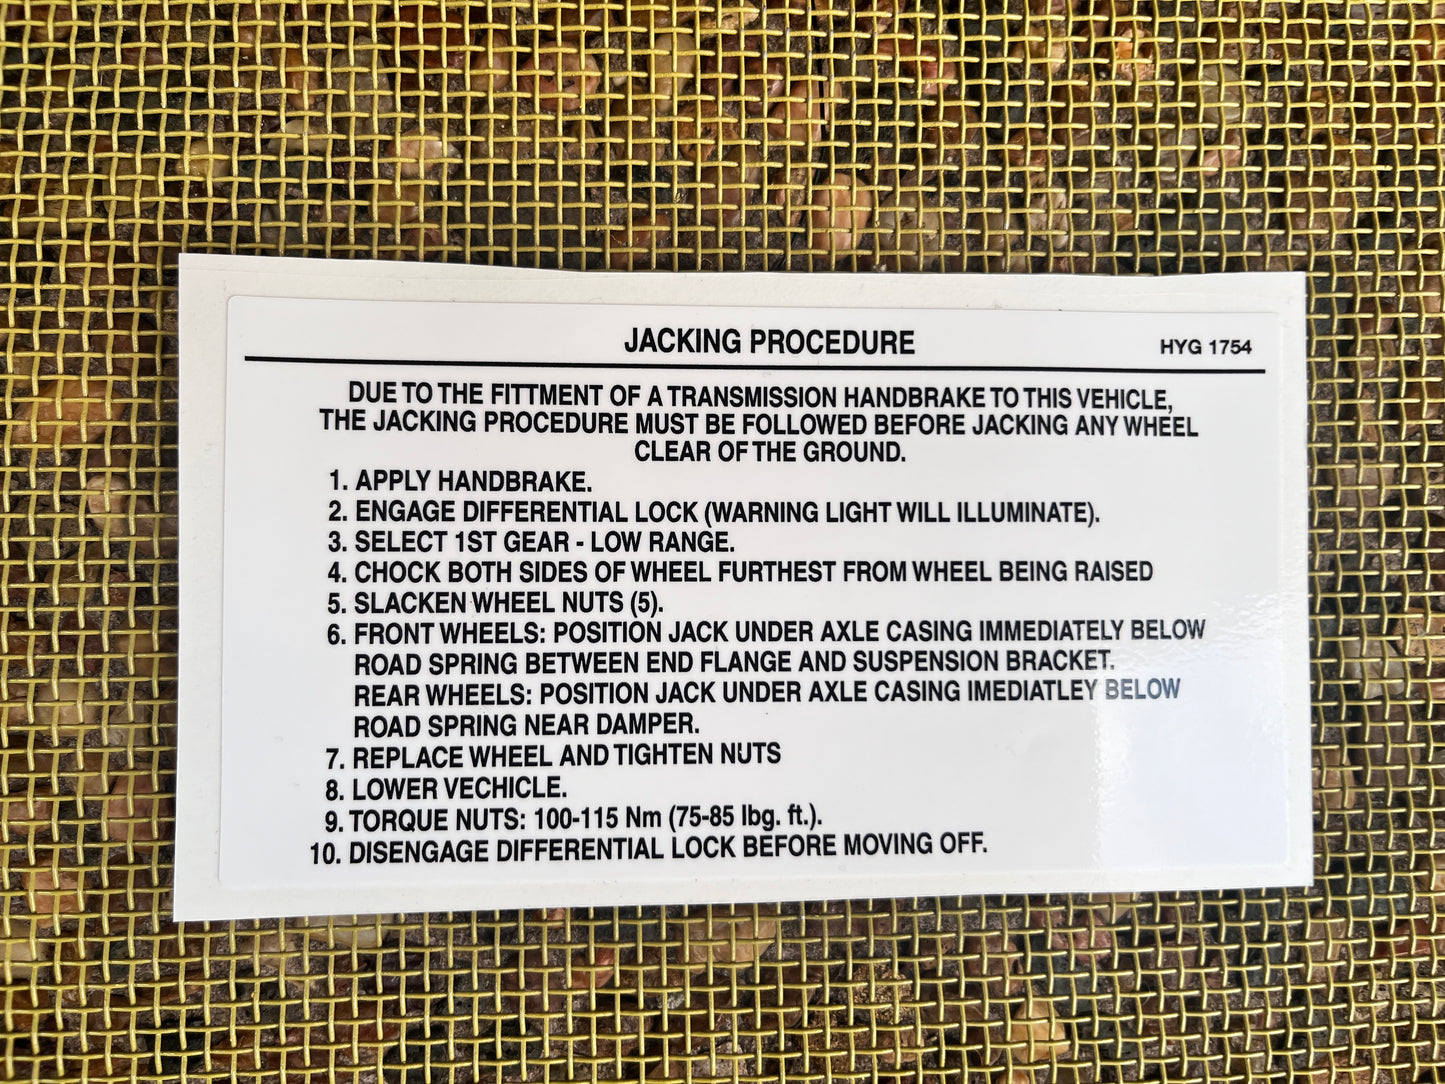 JACKING PROCEDURE
HYG 1754
DUE TO THE FITTMENT OF A TRANSMISSION HANDBRAKE TO THIS VEHICLE,
THE JACKING PROCEDURE MUST BE FOLLOWED BEFORE JACKING ANY WHEEL
CLEAR OF THE GROUND.
1. APPLY HANDBRAKE.
2. ENGAGE DIFFERENTIAL LOCK (WARNING LIGHT WILL ILLUMINATE).
3. SELECT 1ST GEAR - LOW RANGE.
4. CHOCK BOTH SIDES OF WHEEL FURTHEST FROM WHEEL BEING RAISED
5. SLACKEN WHEEL NUTS (5).
6. FRONT WHEELS: POSITION JACK UNDER AXLE CASING IMMEDIATELY BELOW
ROAD SPRING BETWEEN END FLANGE AND SUSPENSION BRACKET.
REAR WHEELS: POSITION JACK UNDER AXLE CASING IMEDIATLEY BELOW
ROAD SPRING NEAR DAMPER.
7. REPLACE WHEEL AND TIGHTEN NUTS
8. LOWER VECHICLE.
9. TORQUE NUTS: 100-115 Nm (75-85 lbg. ft.).
10. DISENGAGE DIFFERENTIAL LOCK BEFORE MOVING OFF.